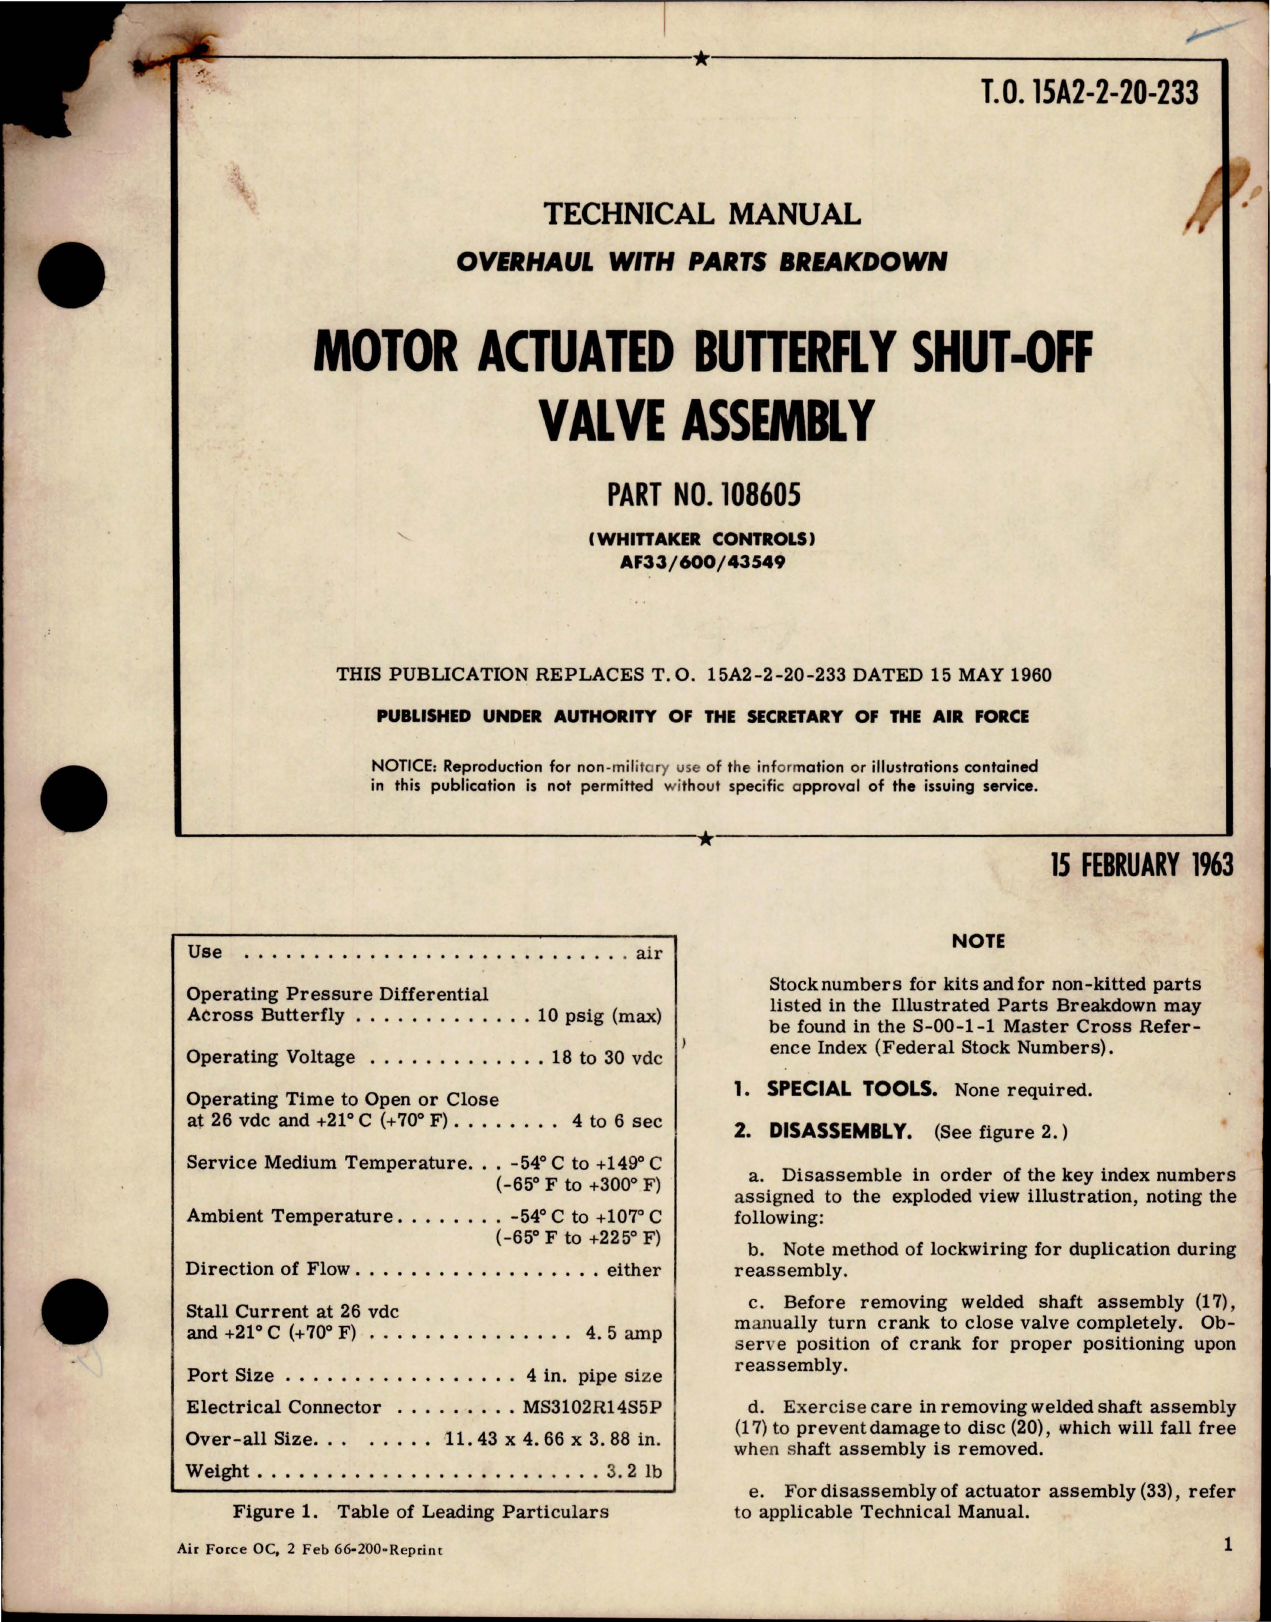 T.O. 15A2-2-20-233
TECHNICAL MANUAL
OVERHAUL WITH PARTS BREAKDOWN
MOTOR ACTUATED BUTTERFLY SHUT-OFF
VALVE ASSEMBLY
PART NO. 108605
(WHITTAKER CONTROLS)
AF33/600/43549
THIS PUBLICATION REPLACES T.O. 15A2-2-20-233 DATED 15 MAY 1960
PUBLISHED UNDER AUTHORITY OF THE SECRETARY OF THE AIR FORCE
NOTICE: Reproduction for non-military use of the information or illustrations contained
in this publication is not permitted without specific approval of the issuing service.
15 FEBRUARY 1963
Use . . . . . . . . . . . . . . . . . . . . . . . . . . . . air
Operating Pressure Differential
Across Butterfly . . . . . . . . . . . . . 10 psig (max)
Operating Voltage . . . . . . . . . . . . . 18 to 30 vdc
Operating Time to Open or Close
at 26 vdc and +21° C (+70° F) . . . . . . . . 4 to 6 sec
Service Medium Temperature. . . -54° C to +149° C
(-65° F to +300° F)
Ambient Temperature . . . . . . . . -54° C to +107° C
(-65° F to +225° F)
Direction of Flow . . . . . . . . . . . . . . . . . . either
Stall Current at 26 vdc
and +21° C (+70° F) . . . . . . . . . . . . . . . 4.5 amp
Port Size . . . . . . . . . . . . . . . . . 4 in. pipe size
Electrical Connector . . . . . . . . . MS3102R14S5P
Over-all Size. . . . . . . . 11.43 x 4.66 x 3.88 in.
Weight . . . . . . . . . . . . . . . . . . . . . . . . . 3.2 lb
Figure 1. Table of Leading Particulars
Air Force OC, 2 Feb 66-200-Reprint
NOTE
Stock numbers for kits and for non-kitted parts
listed in the Illustrated Parts Breakdown may
be found in the S-00-1-1 Master Cross Refer-
ence Index (Federal Stock Numbers).
1. SPECIAL TOOLS. None required.
2. DISASSEMBLY. (See figure 2.)
a. Disassemble in order of the key index numbers
assigned to the exploded view illustration, noting the
following:
b. Note method of lockwiring for duplication during
reassembly.
c. Before removing welded shaft assembly (17),
manually turn crank to close valve completely. Ob-
serve position of crank for proper positioning upon
reassembly.
d. Exercise care in removing welded shaft assembly
(17) to prevent damage to disc (20), which will fall free
when shaft assembly is removed.
e. For disassembly of actuator assembly (33), refer
to applicable Technical Manual.
1